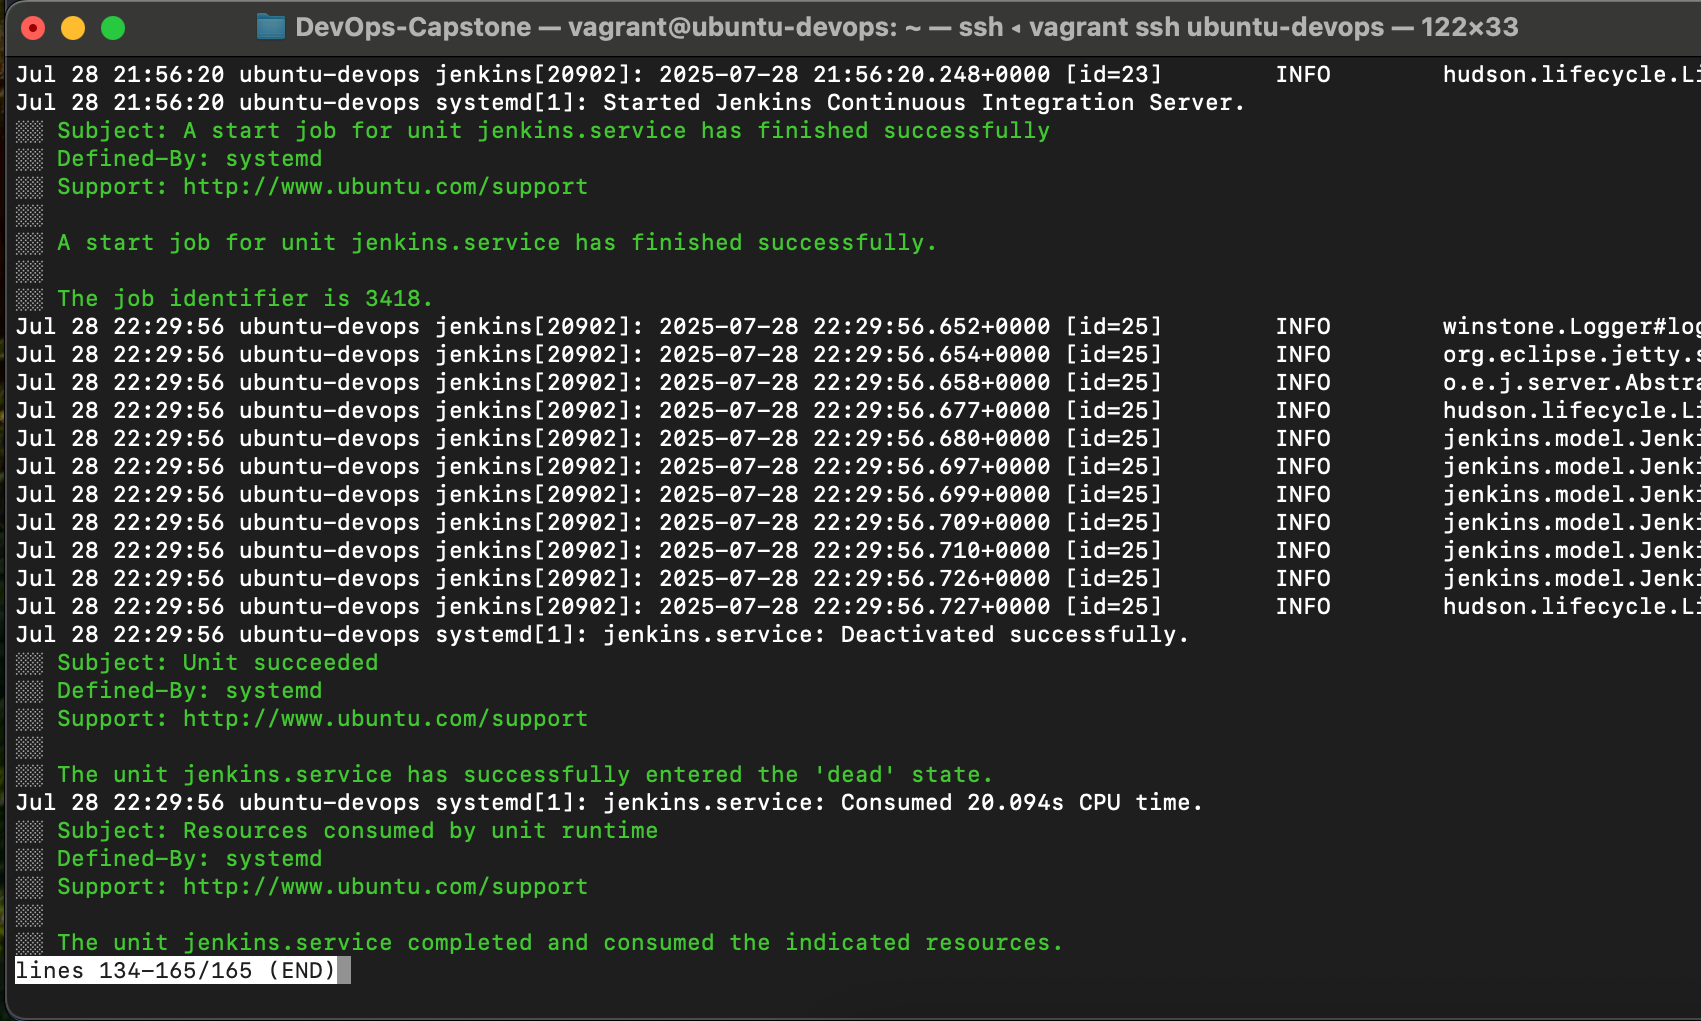 DevOps-Capstone — vagrant@ubuntu-devops: ~ — ssh ◂ vagrant ssh ubuntu-devops — 122×33
Jul 28 21:56:20 ubuntu-devops jenkins[20902]: 2025-07-28 21:56:20.248+0000 [id=23]        INFO        hudson.lifecycle.Li
Jul 28 21:56:20 ubuntu-devops systemd[1]: Started Jenkins Continuous Integration Server.
░░ Subject: A start job for unit jenkins.service has finished successfully
░░ Defined-By: systemd
░░ Support: http://www.ubuntu.com/support
░░
░░ A start job for unit jenkins.service has finished successfully.
░░
░░ The job identifier is 3418.
Jul 28 22:29:56 ubuntu-devops jenkins[20902]: 2025-07-28 22:29:56.652+0000 [id=25]        INFO        winstone.Logger#log
Jul 28 22:29:56 ubuntu-devops jenkins[20902]: 2025-07-28 22:29:56.654+0000 [id=25]        INFO        org.eclipse.jetty.s
Jul 28 22:29:56 ubuntu-devops jenkins[20902]: 2025-07-28 22:29:56.658+0000 [id=25]        INFO        o.e.j.server.Abstra
Jul 28 22:29:56 ubuntu-devops jenkins[20902]: 2025-07-28 22:29:56.677+0000 [id=25]        INFO        hudson.lifecycle.Li
Jul 28 22:29:56 ubuntu-devops jenkins[20902]: 2025-07-28 22:29:56.680+0000 [id=25]        INFO        jenkins.model.Jenki
Jul 28 22:29:56 ubuntu-devops jenkins[20902]: 2025-07-28 22:29:56.697+0000 [id=25]        INFO        jenkins.model.Jenki
Jul 28 22:29:56 ubuntu-devops jenkins[20902]: 2025-07-28 22:29:56.699+0000 [id=25]        INFO        jenkins.model.Jenki
Jul 28 22:29:56 ubuntu-devops jenkins[20902]: 2025-07-28 22:29:56.709+0000 [id=25]        INFO        jenkins.model.Jenki
Jul 28 22:29:56 ubuntu-devops jenkins[20902]: 2025-07-28 22:29:56.710+0000 [id=25]        INFO        jenkins.model.Jenki
Jul 28 22:29:56 ubuntu-devops jenkins[20902]: 2025-07-28 22:29:56.726+0000 [id=25]        INFO        jenkins.model.Jenki
Jul 28 22:29:56 ubuntu-devops jenkins[20902]: 2025-07-28 22:29:56.727+0000 [id=25]        INFO        hudson.lifecycle.Li
Jul 28 22:29:56 ubuntu-devops systemd[1]: jenkins.service: Deactivated successfully.
░░ Subject: Unit succeeded
░░ Defined-By: systemd
░░ Support: http://www.ubuntu.com/support
░░
░░ The unit jenkins.service has successfully entered the 'dead' state.
Jul 28 22:29:56 ubuntu-devops systemd[1]: jenkins.service: Consumed 20.094s CPU time.
░░ Subject: Resources consumed by unit runtime
░░ Defined-By: systemd
░░ Support: http://www.ubuntu.com/support
░░
░░ The unit jenkins.service completed and consumed the indicated resources.
lines 134-165/165 (END)